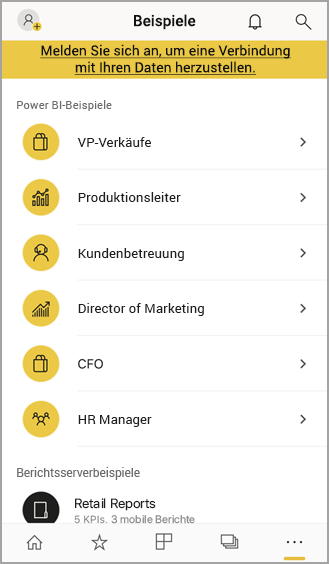 Beispiele
Melden Sie sich an, um eine Verbindung
mit Ihren Daten herzustellen.
Power BI-Beispiele
VP-Verkäufe
Produktionsleiter
Kundenbetreuung
Director of Marketing
CFO
HR Manager
Berichtsserverbeispiele
Retail Reports
5 KPIs, 3 mobile Berichte